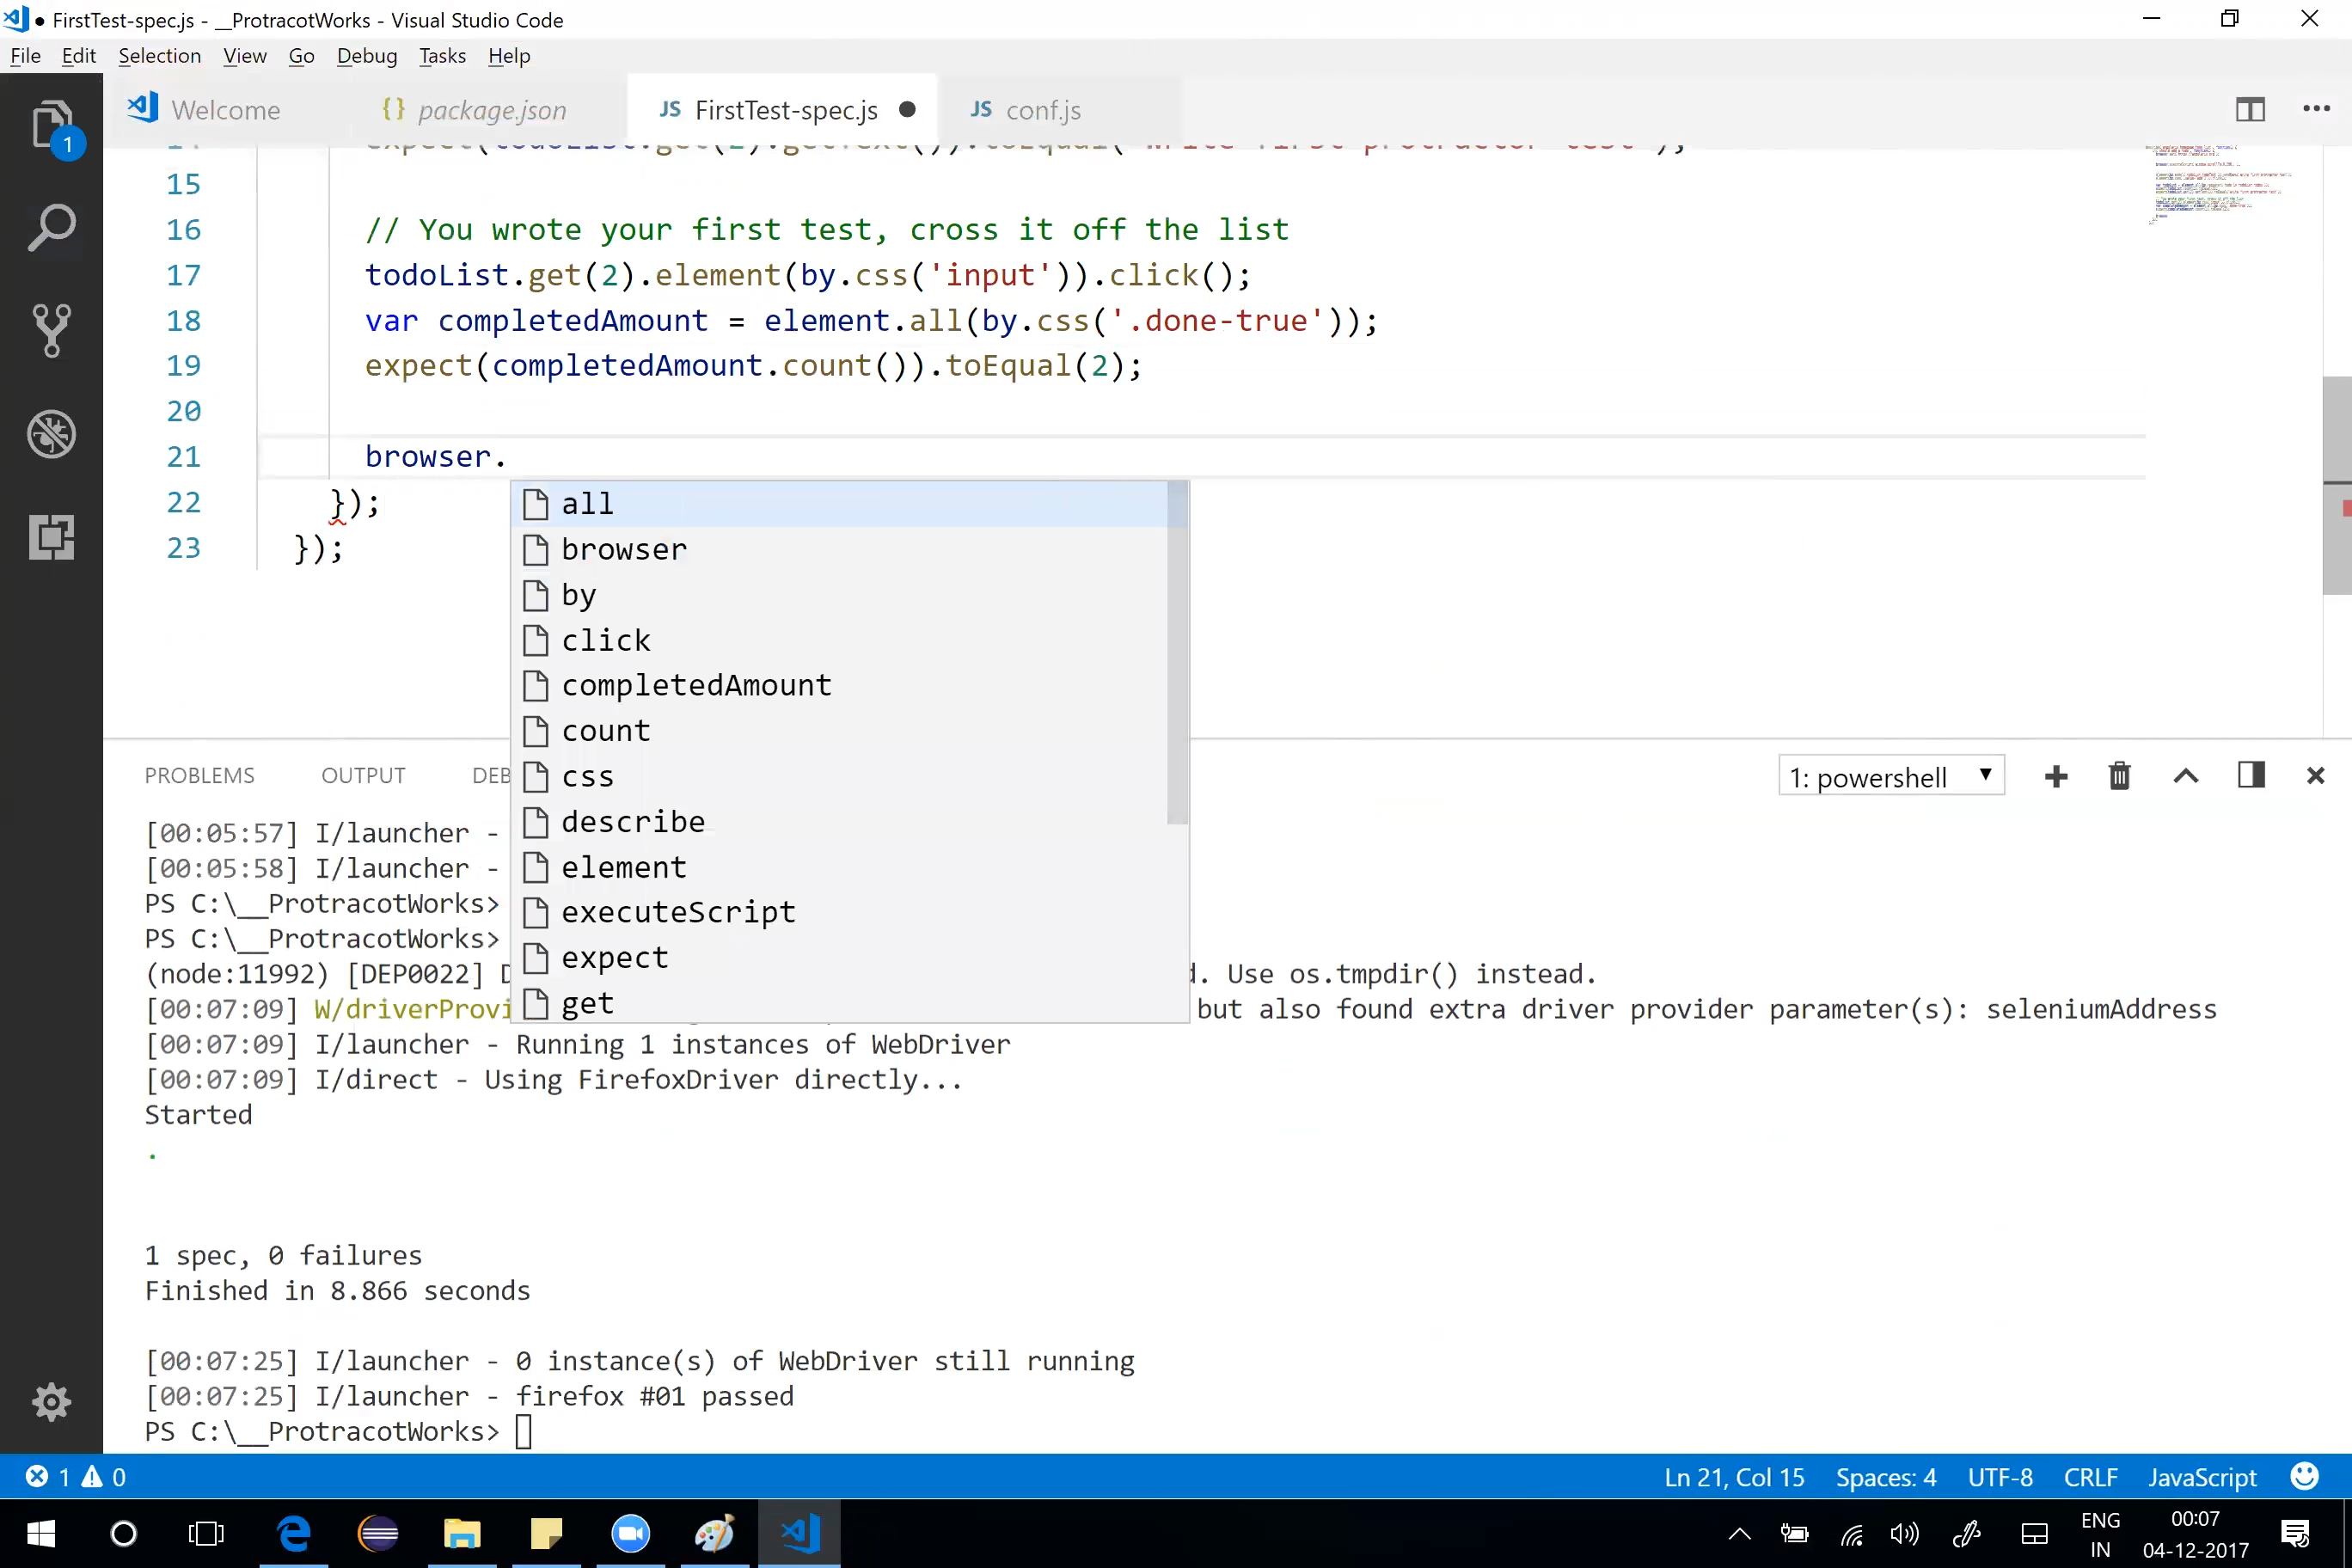 FirstTest-spec.js - __ProtracotWorks - Visual Studio Code
File Edit Selection View Go Debug Tasks Help
Welcome
{} package.json
JS FirstTest-spec.js
JS conf.js
1
15
16 // You wrote your first test, cross it off the list
17 todoList.get(2).element(by.css('input')).click();
18 var completedAmount = element.all(by.css('.done-true'));
19 expect(completedAmount.count()).toEqual(2);
20
21 browser.
22 });
23 });
all
browser
by
click
completedAmount
count
css
describe
element
executeScript
expect
get
PROBLEMS OUTPUT DEB
1: powershell
[00:05:57] I/launcher -
[00:05:58] I/launcher -
PS C:\__ProtracotWorks>
PS C:\__ProtracotWorks>
(node:11992) [DEP0022] D d. Use os.tmpdir() instead.
[00:07:09] W/driverProvi but also found extra driver provider parameter(s): seleniumAddress
[00:07:09] I/launcher - Running 1 instances of WebDriver
[00:07:09] I/direct - Using FirefoxDriver directly...
Started
.
1 spec, 0 failures
Finished in 8.866 seconds
[00:07:25] I/launcher - 0 instance(s) of WebDriver still running
[00:07:25] I/launcher - firefox #01 passed
PS C:\__ProtracotWorks>
1 0
Ln 21, Col 15 Spaces: 4 UTF-8 CRLF JavaScript
ENG
IN
00:07
04-12-2017